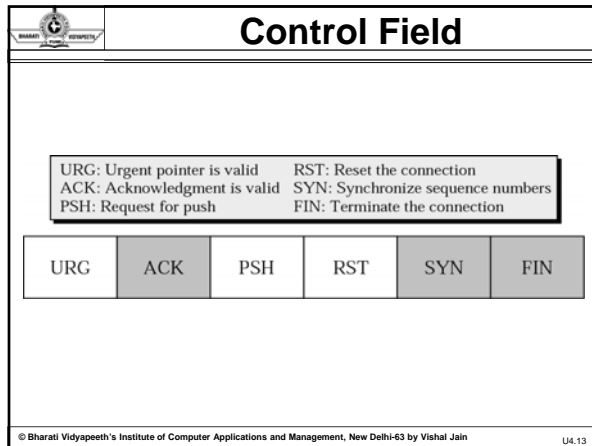 BHARATI VIDYAPEETH
Control Field
URG: Urgent pointer is valid RST: Reset the connection
ACK: Acknowledgment is valid SYN: Synchronize sequence numbers
PSH: Request for push FIN: Terminate the connection
URG ACK PSH RST SYN FIN
© Bharati Vidyapeeth's Institute of Computer Applications and Management, New Delhi-63 by Vishal Jain U4.13